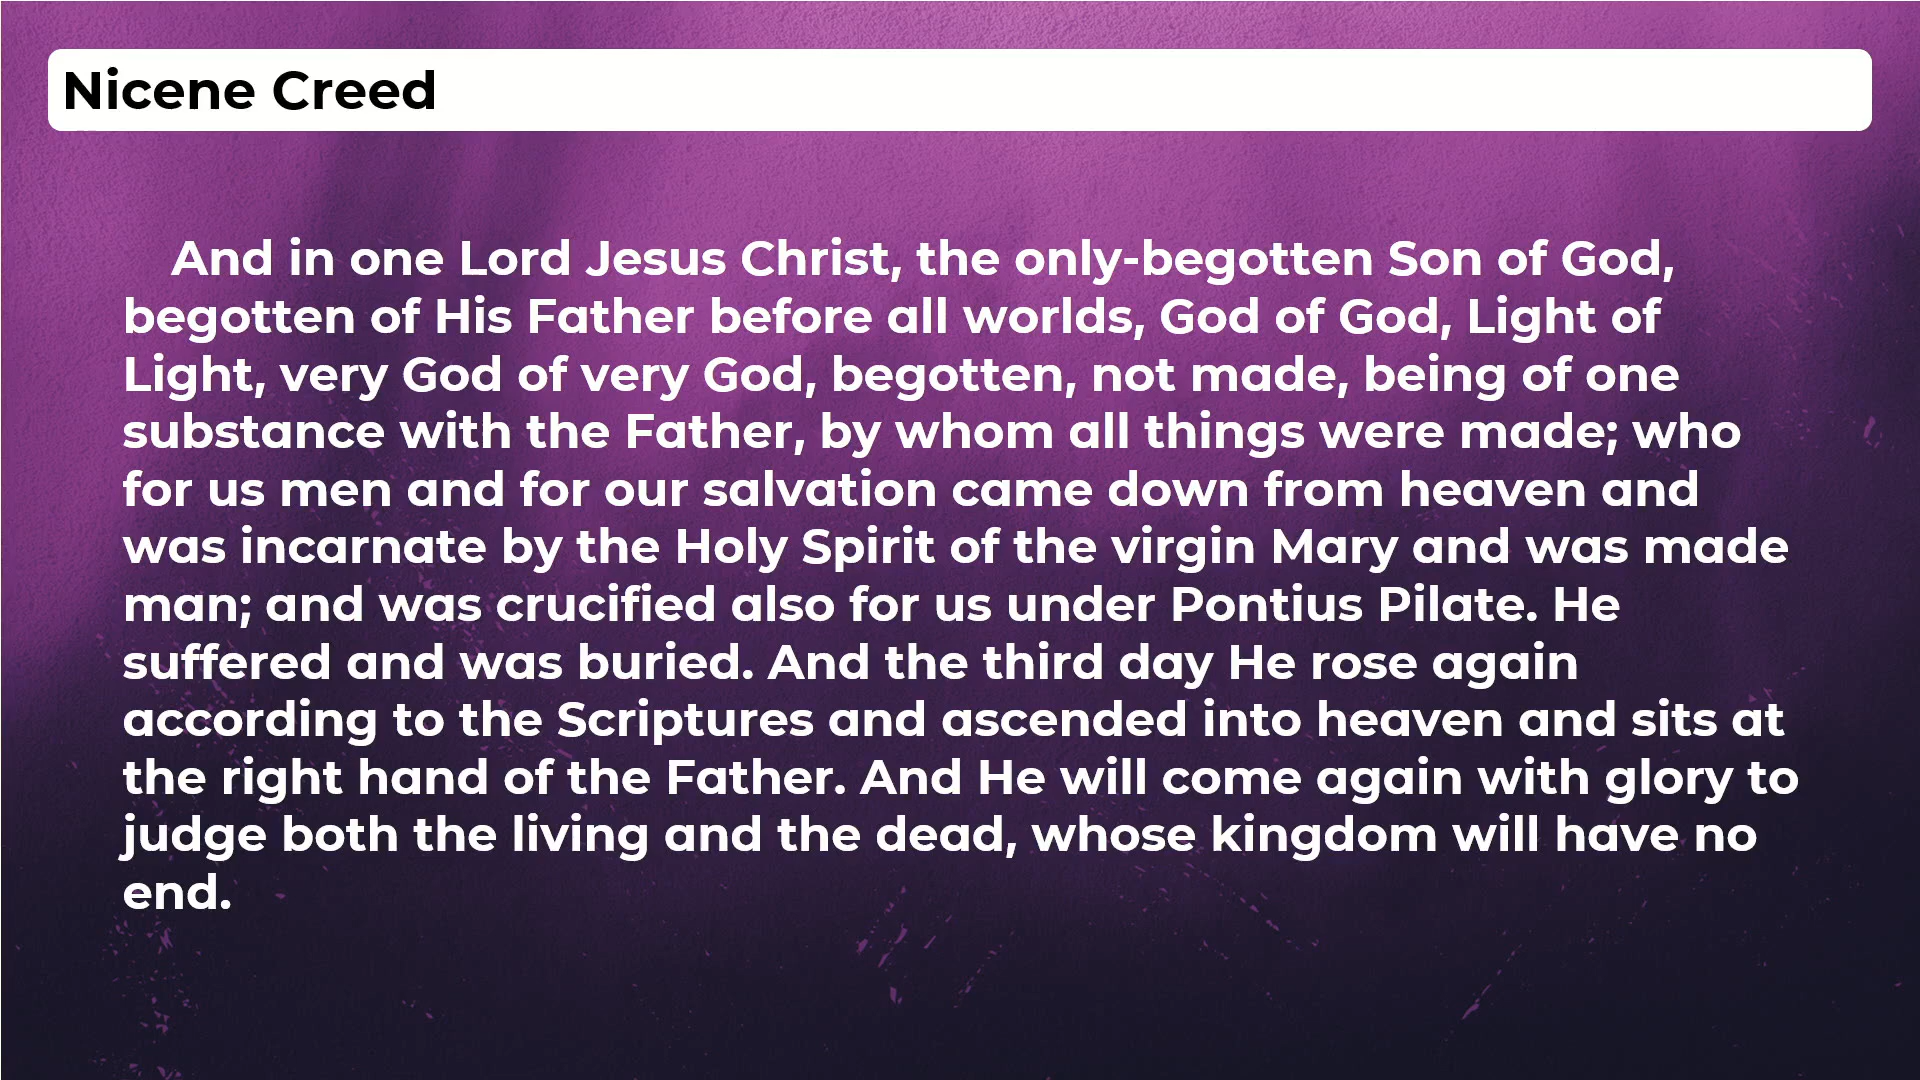 Nicene Creed
And in one Lord Jesus Christ, the only-begotten Son of God,
begotten of His Father before all worlds, God of God, Light of
Light, very God of very God, begotten, not made, being of one
substance with the Father, by whom all things were made; who
for us men and for our salvation came down from heaven and
was incarnate by the Holy Spirit of the virgin Mary and was made
man; and was crucified also for us under Pontius Pilate. He
suffered and was buried. And the third day He rose again
according to the Scriptures and ascended into heaven and sits at
the right hand of the Father. And He will come again with glory to
judge both the living and the dead, whose kingdom will have no
end.